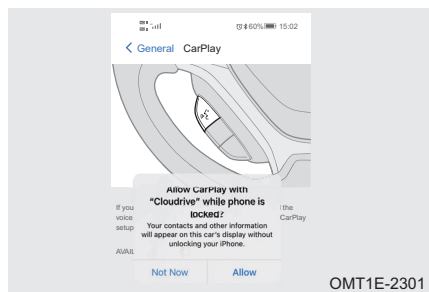 60% 15:02
General CarPlay
Allow CarPlay with
“Cloudrive” while phone is
locked?
If you the
voice CarPlay
setup
Your contacts and other information
will appear on this car's display without
unlocking your iPhone.
AVAIL
Not Now Allow
OMT1E-2301